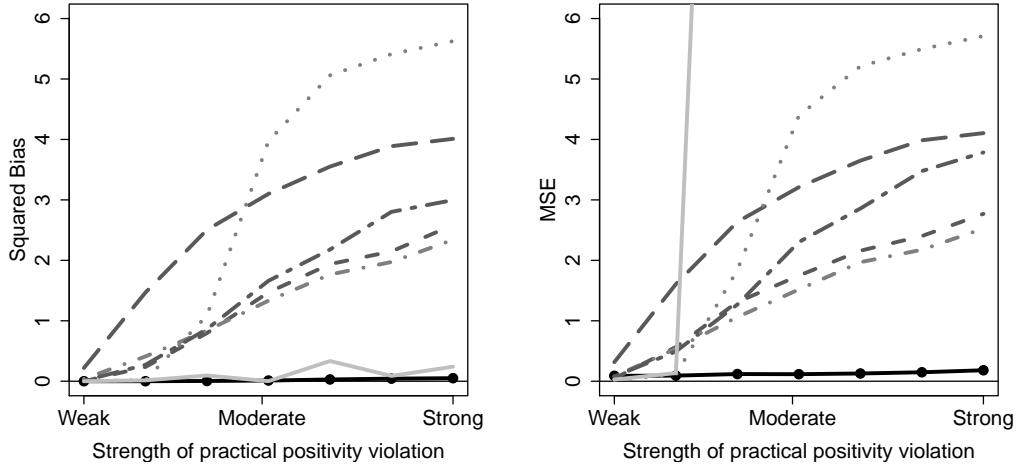 Squared Bias
0 1 2 3 4 5 6
Weak Moderate Strong
Strength of practical positivity violation
MSE
0 1 2 3 4 5 6
Weak Moderate Strong
Strength of practical positivity violation